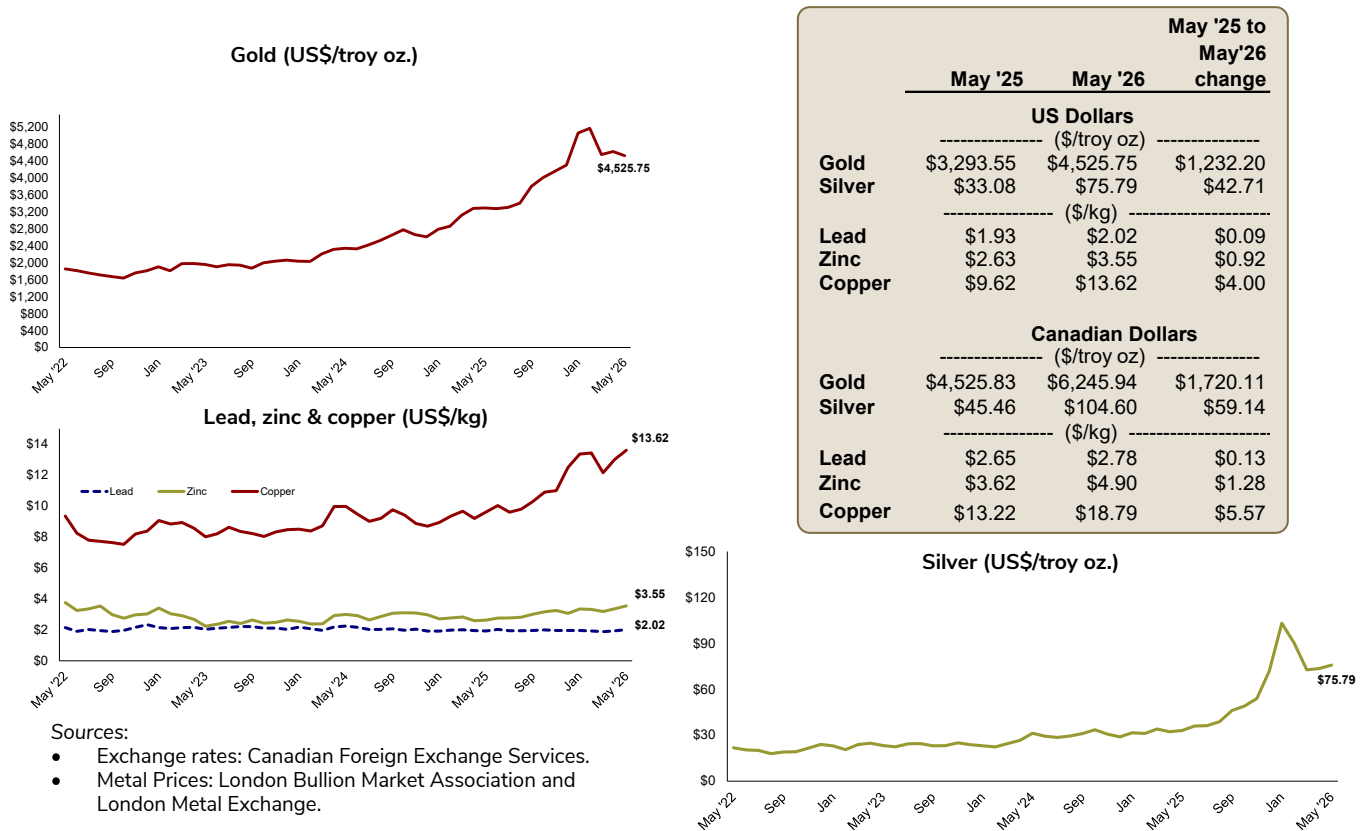 Gold (US$/troy oz.)
$5,200
$4,800
$4,400
$4,000
$3,600
$3,200
$2,800
$2,400
$2,000
$1,600
$1,200
$800
$400
$0
$4,525.75
May '22 Sep Jan May '23 Sep Jan May '24 Sep Jan May '25 Sep Jan May '26
Lead, zinc & copper (US$/kg)
$14
$12
$10
$8
$6
$4
$2
$0
Lead Zinc Copper
$13.62
$3.55
$2.02
May '22 Sep Jan May '23 Sep Jan May '24 Sep Jan May '25 Sep Jan May '26
Sources:
• Exchange rates: Canadian Foreign Exchange Services.
• Metal Prices: London Bullion Market Association and
London Metal Exchange.
May '25 to
May'26
May '25 May '26 change
US Dollars
--------------- ($/troy oz) ---------------
Gold $3,293.55 $4,525.75 $1,232.20
Silver $33.08 $75.79 $42.71
---------------- ($/kg) --------------------
Lead $1.93 $2.02 $0.09
Zinc $2.63 $3.55 $0.92
Copper $9.62 $13.62 $4.00
Canadian Dollars
--------------- ($/troy oz) ---------------
Gold $4,525.83 $6,245.94 $1,720.11
Silver $45.46 $104.60 $59.14
---------------- ($/kg) --------------------
Lead $2.65 $2.78 $0.13
Zinc $3.62 $4.90 $1.28
Copper $13.22 $18.79 $5.57
Silver (US$/troy oz.)
$150
$120
$90
$60
$30
$0
$75.79
May '22 Sep Jan May '23 Sep Jan May '24 Sep Jan May '25 Sep Jan May '26